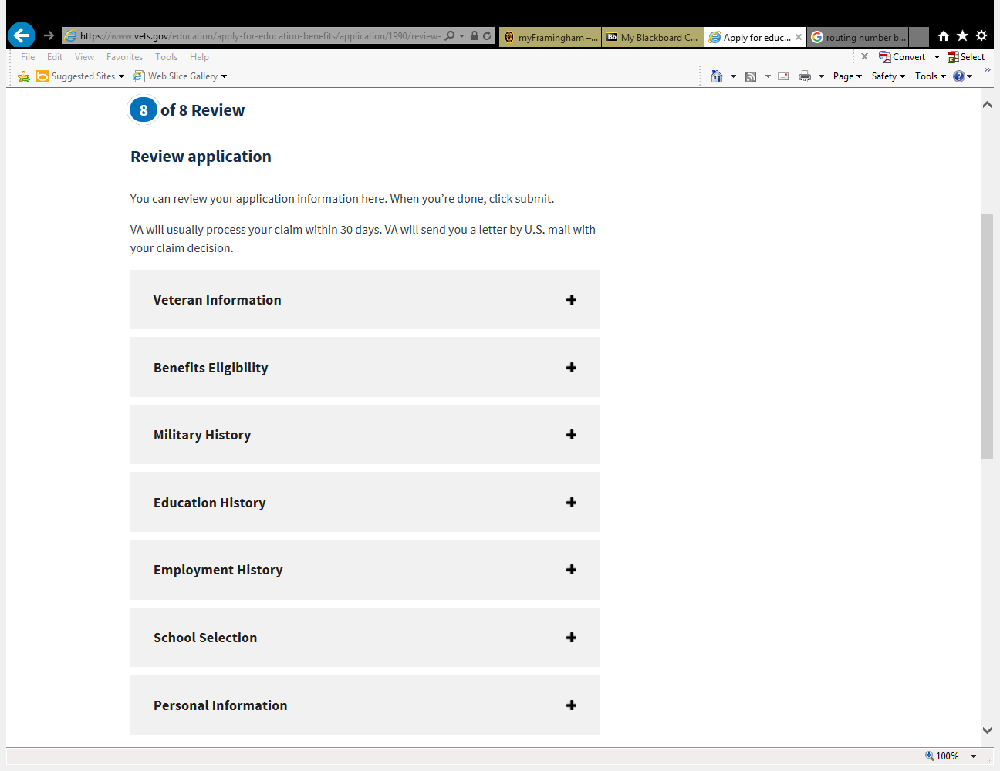 https://www.vets.gov/education/apply-for-education-benefits/application/1990/review-
myFramingham –...
Bb My Blackboard C...
Apply for educ...
routing number b...
File Edit View Favorites Tools Help
X Convert Select
Suggested Sites Web Slice Gallery
Page Safety Tools
8 of 8 Review
Review application
You can review your application information here. When you’re done, click submit.
VA will usually process your claim within 30 days. VA will send you a letter by U.S. mail with
your claim decision.
Veteran Information
Benefits Eligibility
Military History
Education History
Employment History
School Selection
Personal Information
100%